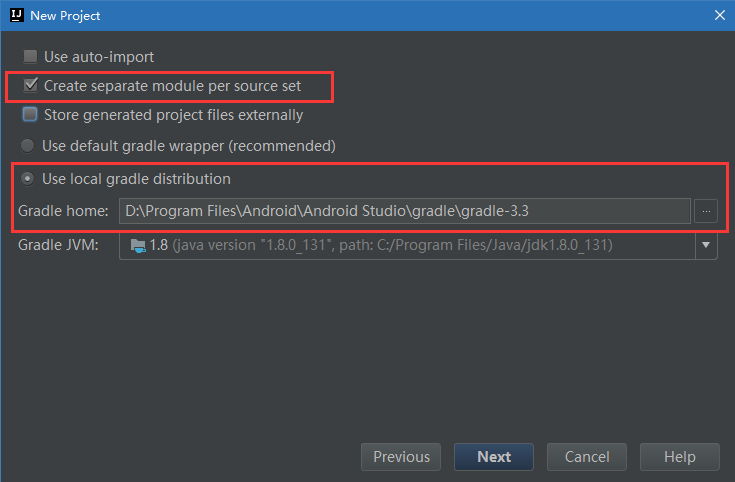 IJ New Project
Use auto-import
Create separate module per source set
Store generated project files externally
Use default gradle wrapper (recommended)
Use local gradle distribution
Gradle home: D:\Program Files\Android\Android Studio\gradle\gradle-3.3 ...
Gradle JVM: 1.8 (java version "1.8.0_131", path: C:/Program Files/Java/jdk1.8.0_131)
Previous Next Cancel Help